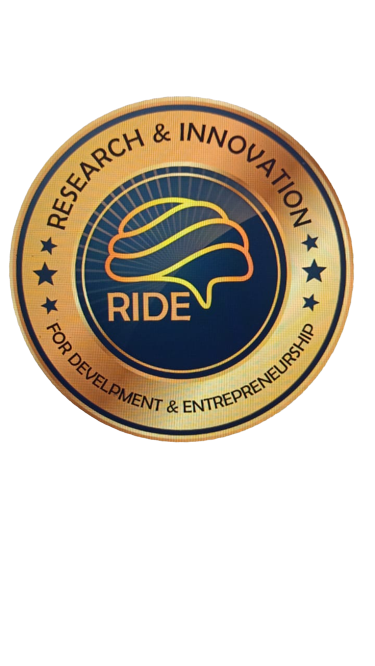 RESEARCH & INNOVATION
RIDE
FOR DEVELPMENT & ENTREPRENEURSHIP